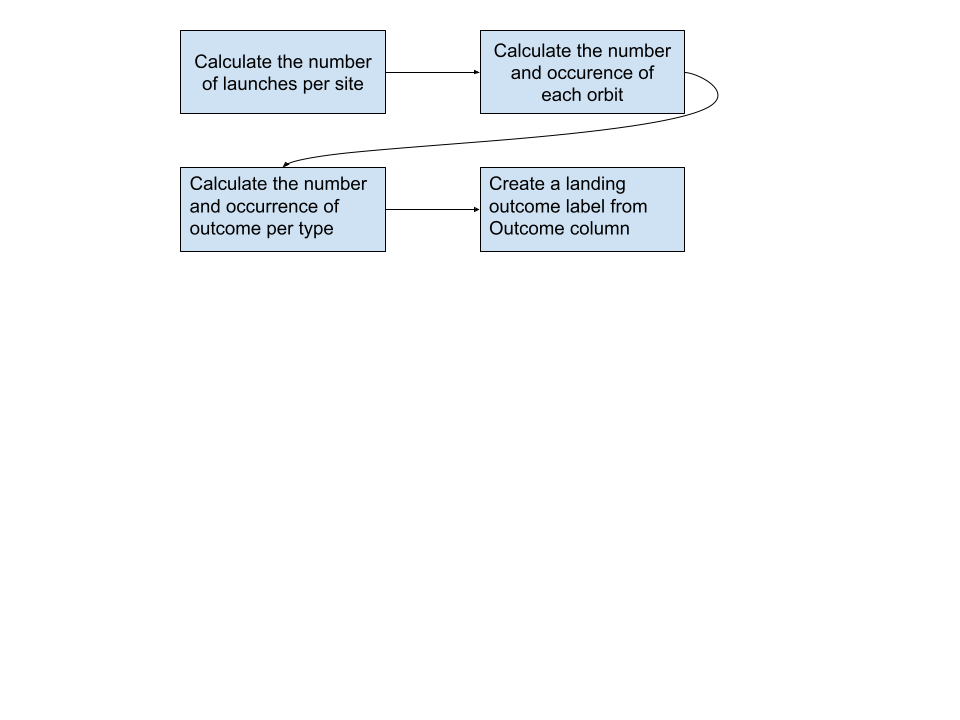 Calculate the number
of launches per site
Calculate the number
and occurence of
each orbit
Calculate the number
and occurrence of
outcome per type
Create a landing
outcome label from
Outcome column